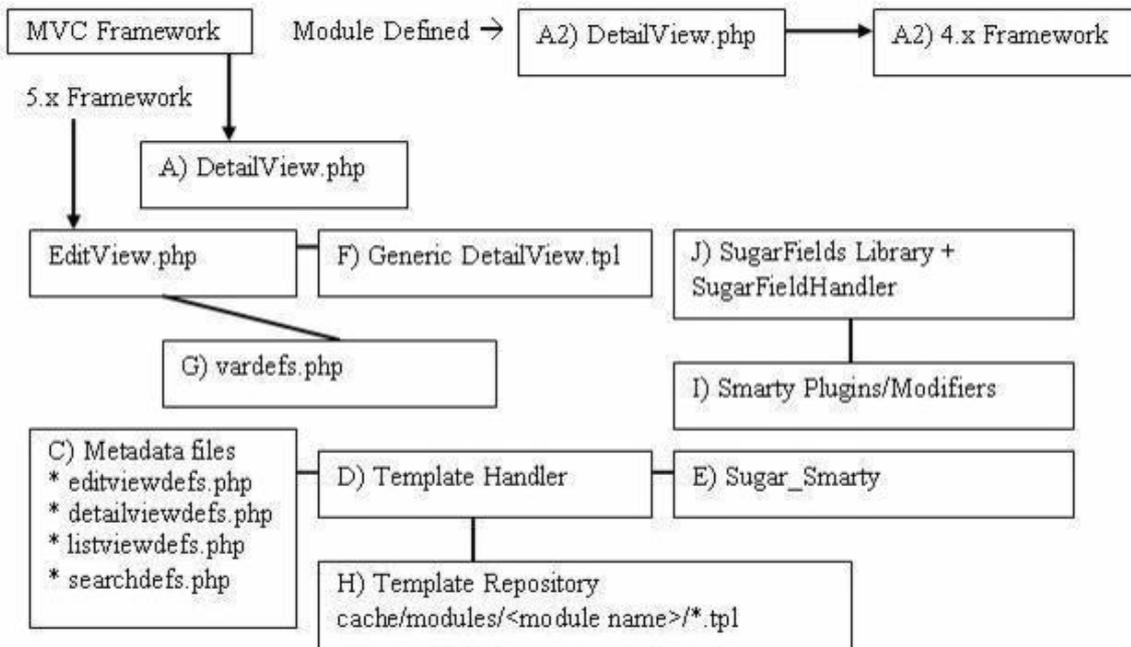 MVC Framework
Module Defined →
A2) DetailView.php
A2) 4.x Framework
5.x Framework
A) DetailView.php
EditView.php
F) Generic DetailView.tpl
J) SugarFields Library +
SugarFieldHandler
G) vardefs.php
I) Smarty Plugins/Modifiers
C) Metadata files
* editviewdefs.php
* detailviewdefs.php
* listviewdefs.php
* searchdefs.php
D) Template Handler
E) Sugar_Smarty
H) Template Repository
cache/modules/<module name>/*.tpl